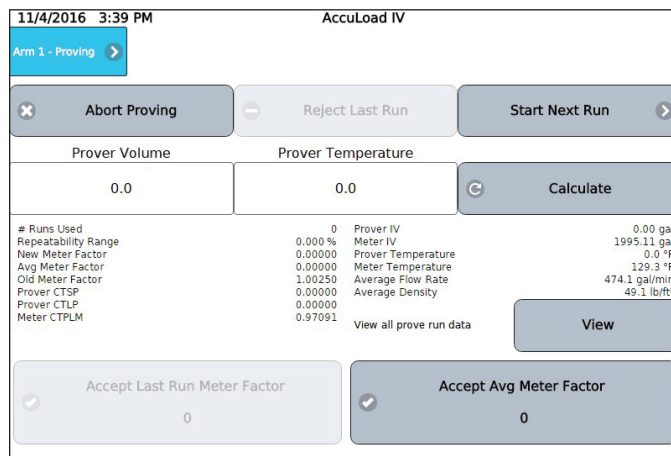 11/4/2016 3:39 PM AccuLoad IV
Arm 1 - Proving
Abort Proving
Reject Last Run
Start Next Run
Prover Volume
Prover Temperature
0.0
0.0
Calculate
# Runs Used 0
Repeatability Range 0.000 %
New Meter Factor 0.00000
Avg Meter Factor 0.00000
Old Meter Factor 1.00250
Prover CTSP 0.00000
Prover CTLP 0.00000
Meter CTPLM 0.97091
Prover IV 0.00 ga
Meter IV 1995.11 ga
Prover Temperature 0.0 °F
Meter Temperature 129.3 °F
Average Flow Rate 474.1 gal/min
Average Density 49.1 lb/ft³
View all prove run data
View
Accept Last Run Meter Factor
0
Accept Avg Meter Factor
0